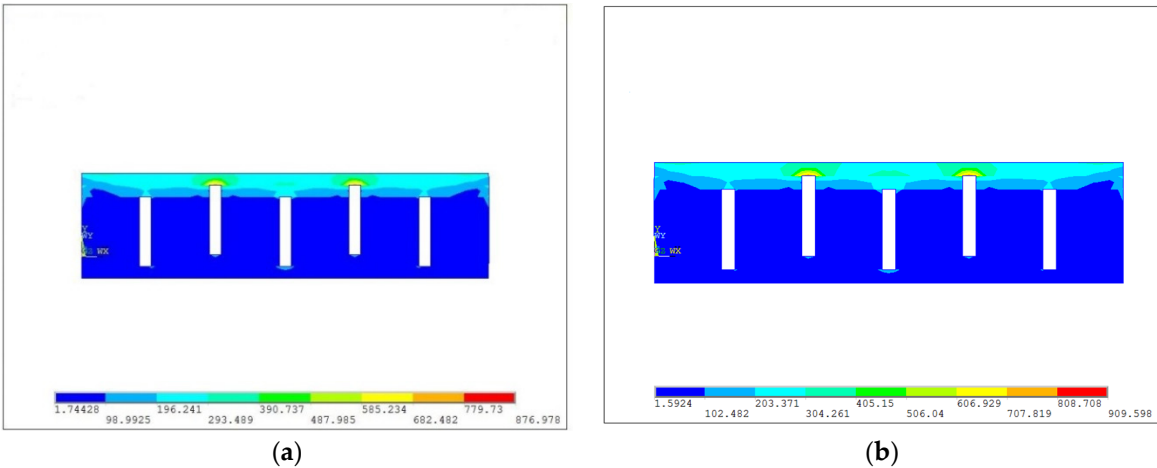 Y
WY
Z WX
1.74428 196.241 390.737 585.234 779.73
98.9925 293.489 487.985 682.482 876.978
(a)
Y
WY
Z WX
1.5924 203.371 405.15 606.929 808.708
102.482 304.261 506.04 707.819 909.598
(b)